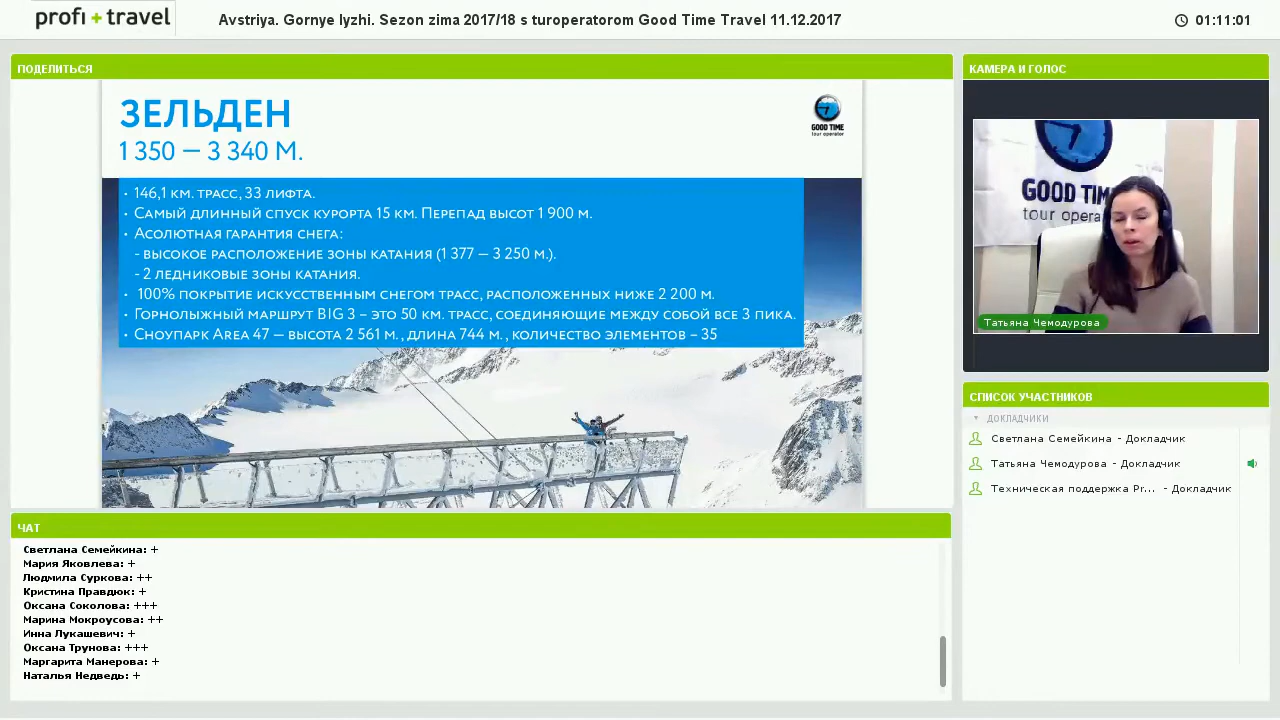 profi + travel
Avstriya. Gornye lyzhi. Sezon zima 2017/18 s turoperatorom Good Time Travel 11.12.2017
01:11:01
ПОДЕЛИТЬСЯ
ЗЕЛЬДЕН
1 350 – 3 340 М.
GOOD TIME
tour operator
• 146,1 км. трасс, 33 лифта.
• Самый длинный спуск курорта 15 км. Перепад высот 1 900 м.
• Асолютная гарантия снега:
- высокое расположение зоны катания (1 377 – 3 250 м.).
- 2 ледниковые зоны катания.
• 100% покрытие искусственным снегом трасс, расположенных ниже 2 200 м.
• Горнолыжный маршрут BIG 3 – это 50 км. трасс, соединяющие между собой все 3 пика.
• Сноупарк Area 47 – высота 2 561 м., длина 744 м., количество элементов – 35
КАМЕРА И ГОЛОС
GOOD TIME
tour opera
Татьяна Чемодурова
СПИСОК УЧАСТНИКОВ
ДОКЛАДЧИКИ
Светлана Семейкина - Докладчик
Татьяна Чемодурова - Докладчик
Техническая поддержка Pr... - Докладчик
ЧАТ
Светлана Семейкина: +
Мария Яковлева: +
Людмила Суркова: ++
Кристина Правдюк: +
Оксана Соколова: +++
Марина Мокроусова: ++
Инна Лукашевич: +
Оксана Трунова: +++
Маргарита Манерова: +
Наталья Недведь: +